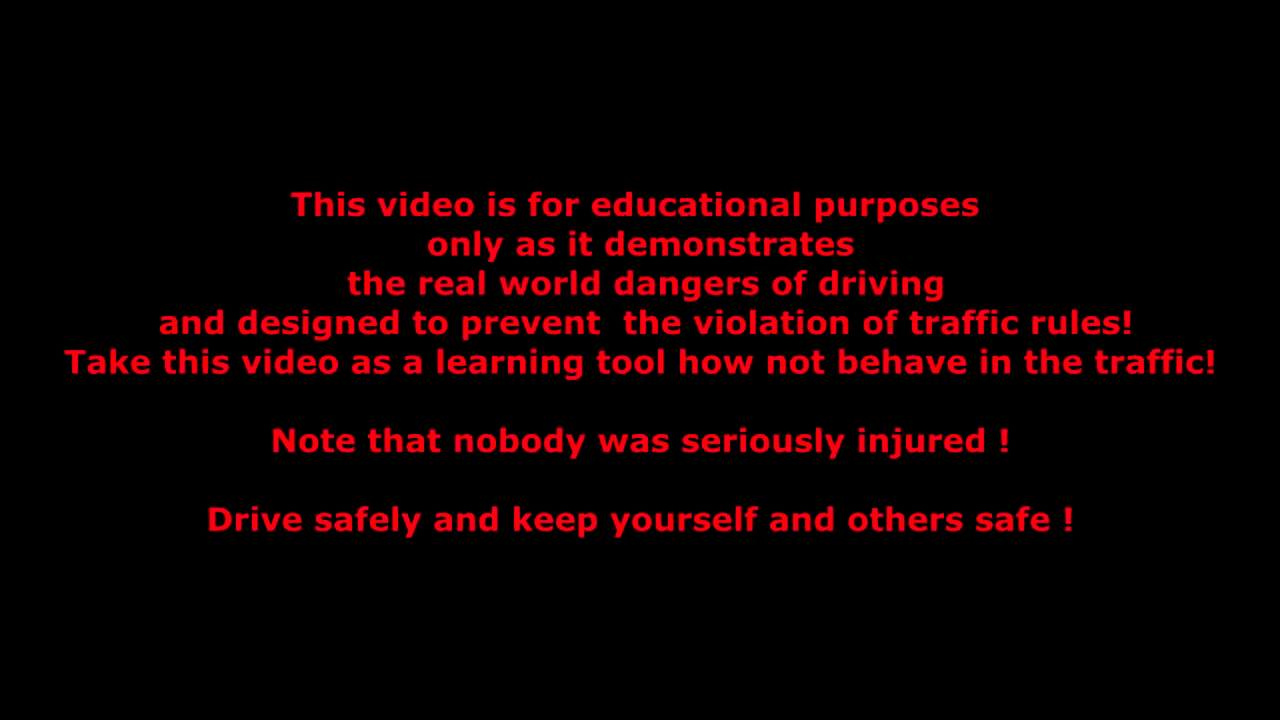 This video is for educational purposes
only as it demonstrates
the real world dangers of driving
and designed to prevent  the violation of traffic rules!
Take this video as a learning tool how not behave in the traffic!
Note that nobody was seriously injured !
Drive safely and keep yourself and others safe !